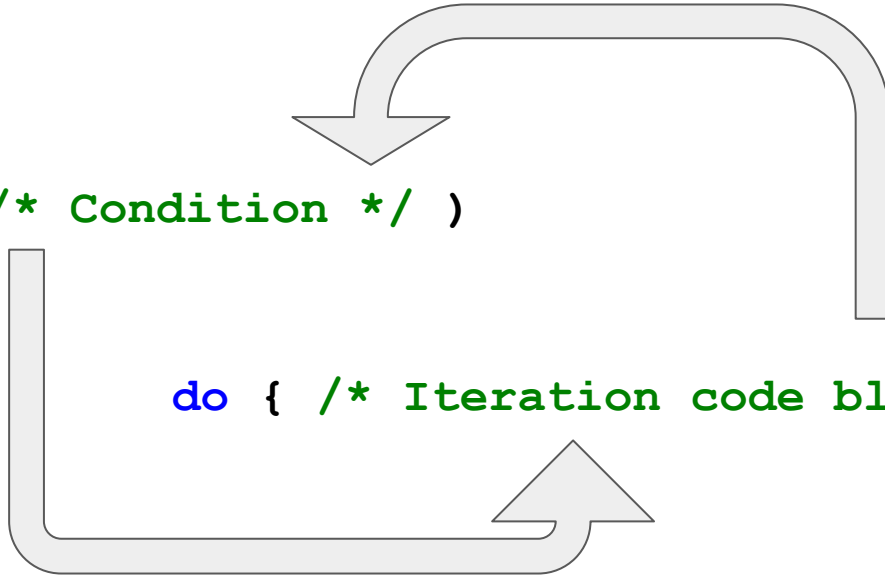 /* Condition */ )
do { /* Iteration code bl